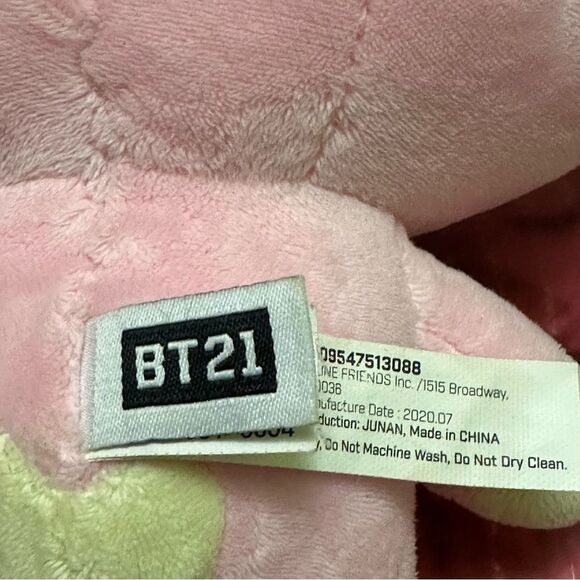 BT21
09547513088
LINE FRIENDS Inc. /1515 Broadway,
0036
Manufacture Date : 2020.07
duction: JUNAN, Made in CHINA
Do Not Machine Wash, Do Not Dry Clean.